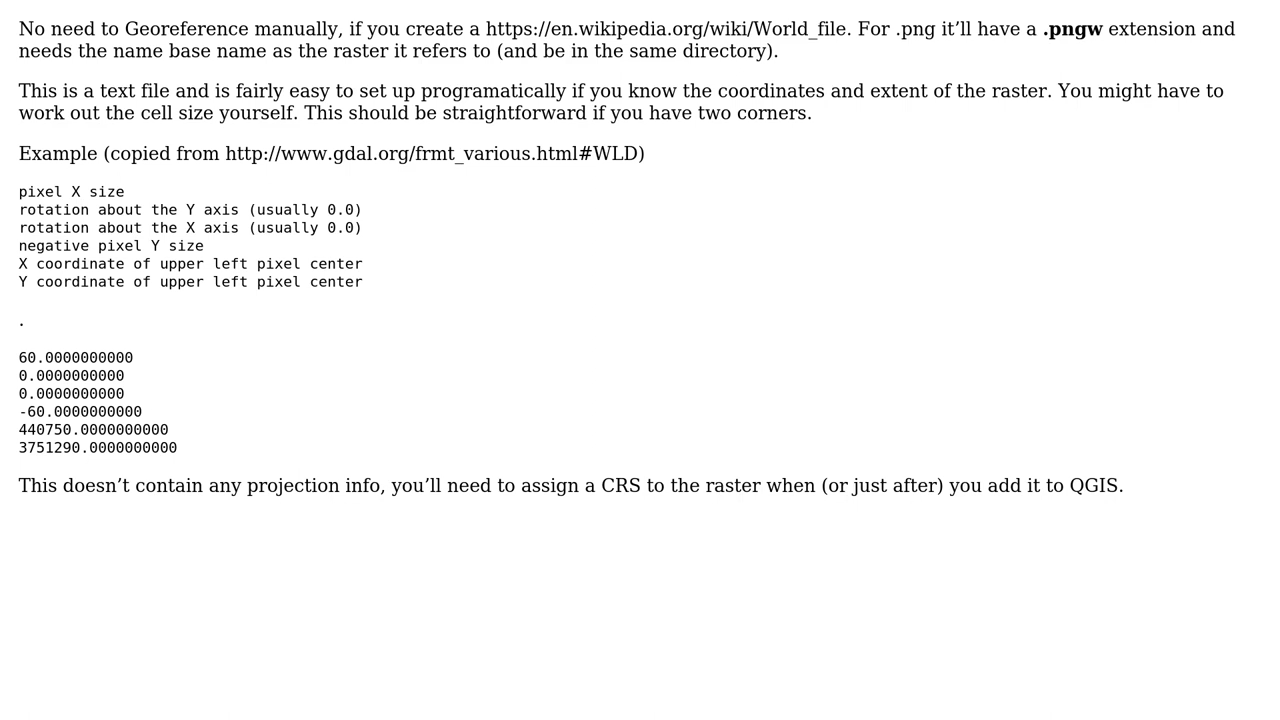 No need to Georeference manually, if you create a https://en.wikipedia.org/wiki/World_file. For .png it’ll have a .pngw extension and
needs the name base name as the raster it refers to (and be in the same directory).
This is a text file and is fairly easy to set up programatically if you know the coordinates and extent of the raster. You might have to
work out the cell size yourself. This should be straightforward if you have two corners.
Example (copied from http://www.gdal.org/frmt_various.html#WLD)
pixel X size
rotation about the Y axis (usually 0.0)
rotation about the X axis (usually 0.0)
negative pixel Y size
X coordinate of upper left pixel center
Y coordinate of upper left pixel center
.
60.0000000000
0.0000000000
0.0000000000
-60.0000000000
440750.0000000000
3751290.0000000000
This doesn’t contain any projection info, you’ll need to assign a CRS to the raster when (or just after) you add it to QGIS.